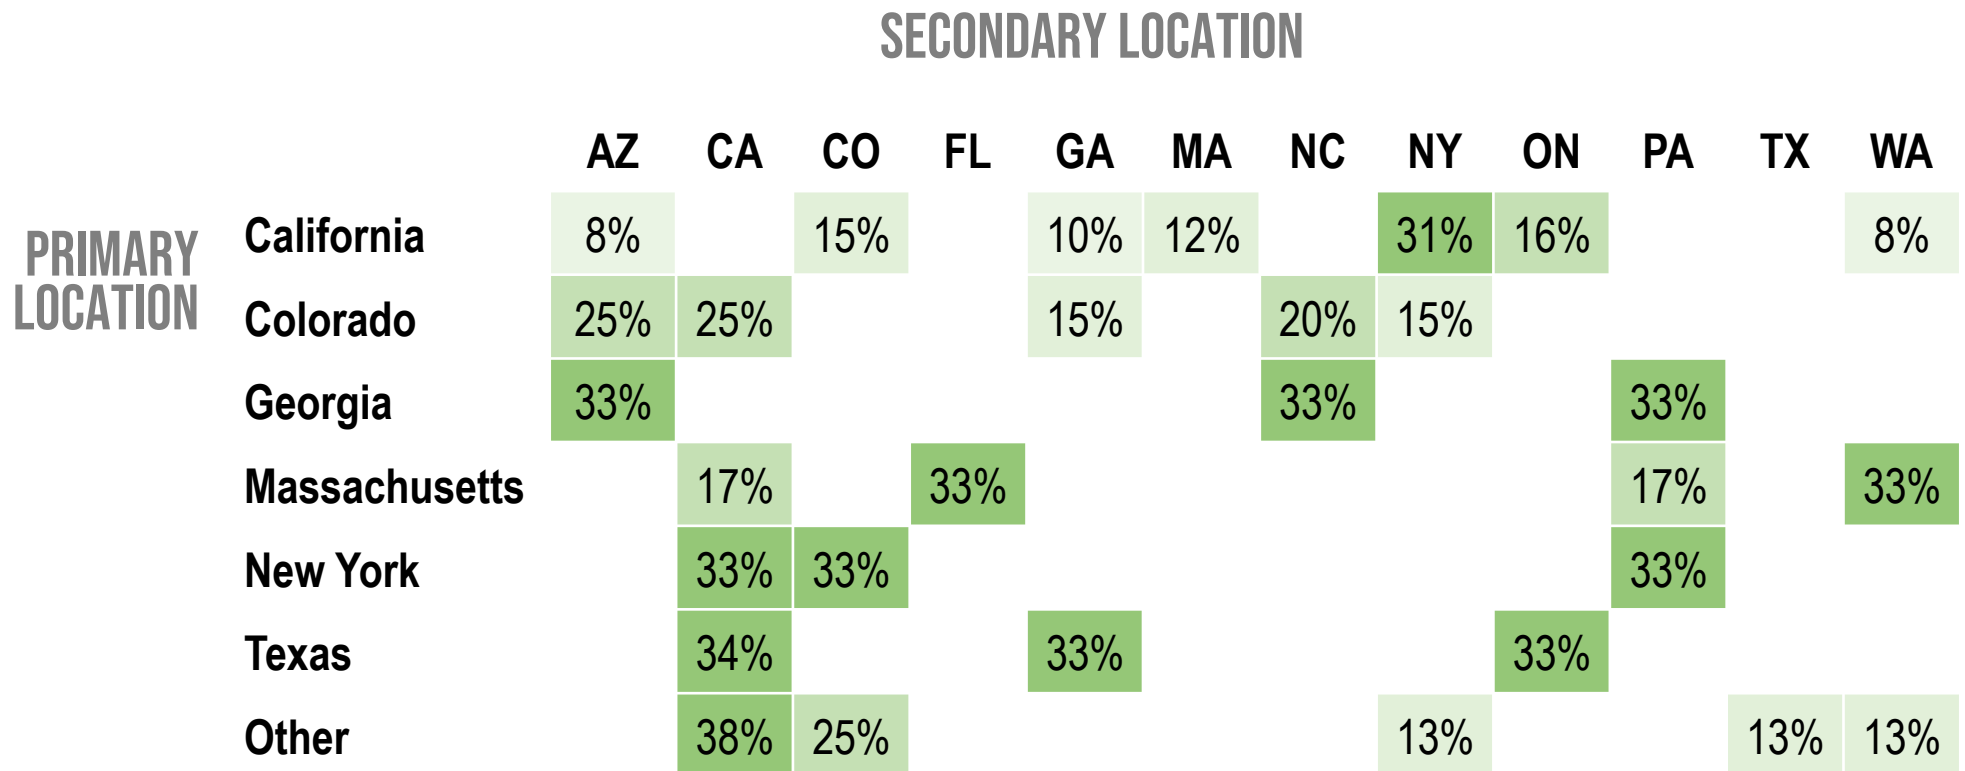 SECONDARY LOCATION
AZ CA CO FL GA MA NC NY ON PA TX WA
PRIMARY
LOCATION
California 8% 15% 10% 12% 31% 16% 8%
Colorado 25% 25% 15% 20% 15%
Georgia 33% 33% 33%
Massachusetts 17% 33% 17% 33%
New York 33% 33% 33%
Texas 34% 33% 33%
Other 38% 25% 13% 13% 13%